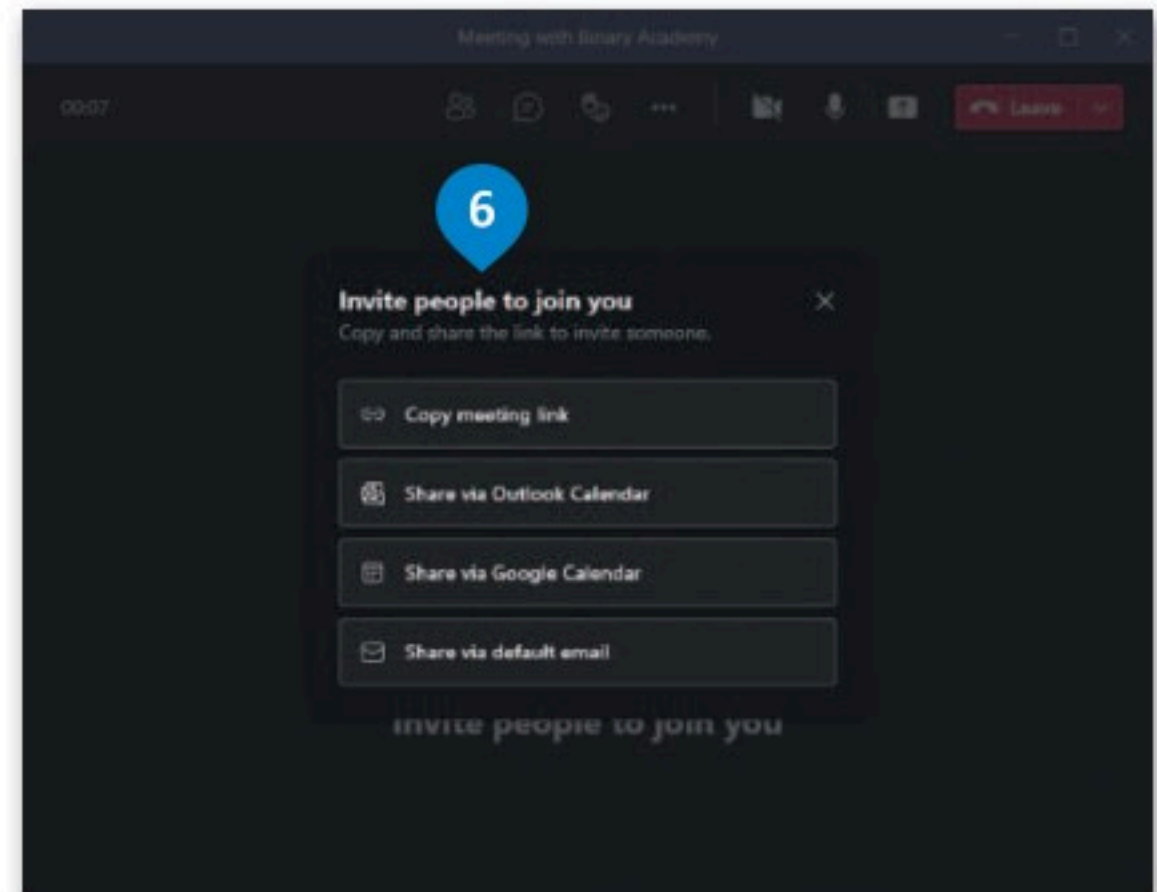 Meeting with Binary Academy
00:07
Leave
6
Invite people to join you
Copy and share the link to invite someone.
Copy meeting link
Share via Outlook Calendar
Share via Google Calendar
Share via default email
Invite people to join you